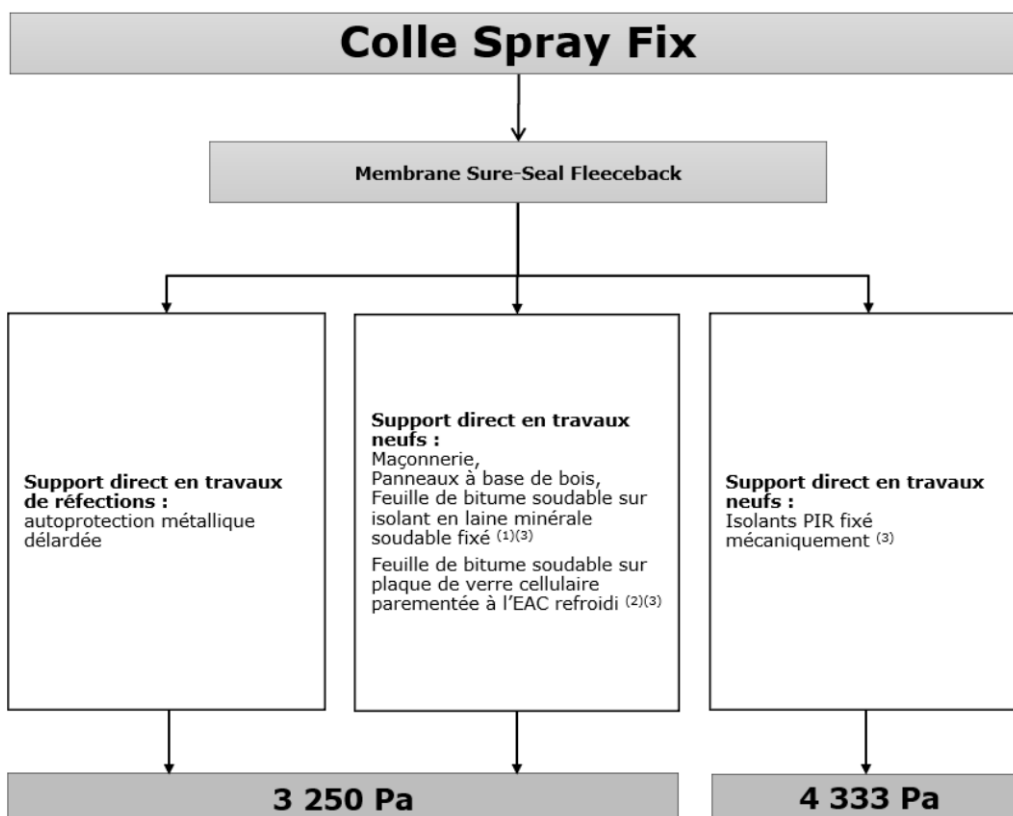 Colle Spray Fix
Membrane Sure-Seal Fleeceback
Support direct en travaux
de réfections :
autoprotection métallique
délardée
Support direct en travaux
neufs :
Maçonnerie,
Panneaux à base de bois,
Feuille de bitume soudable sur
isolant en laine minérale
soudable fixé (1)(3)
Feuille de bitume soudable sur
plaque de verre cellulaire
parementée à l’EAC refroidi (2)(3)
Support direct en travaux
neufs :
Isolants PIR fixé
mécaniquement (3)
3 250 Pa
4 333 Pa